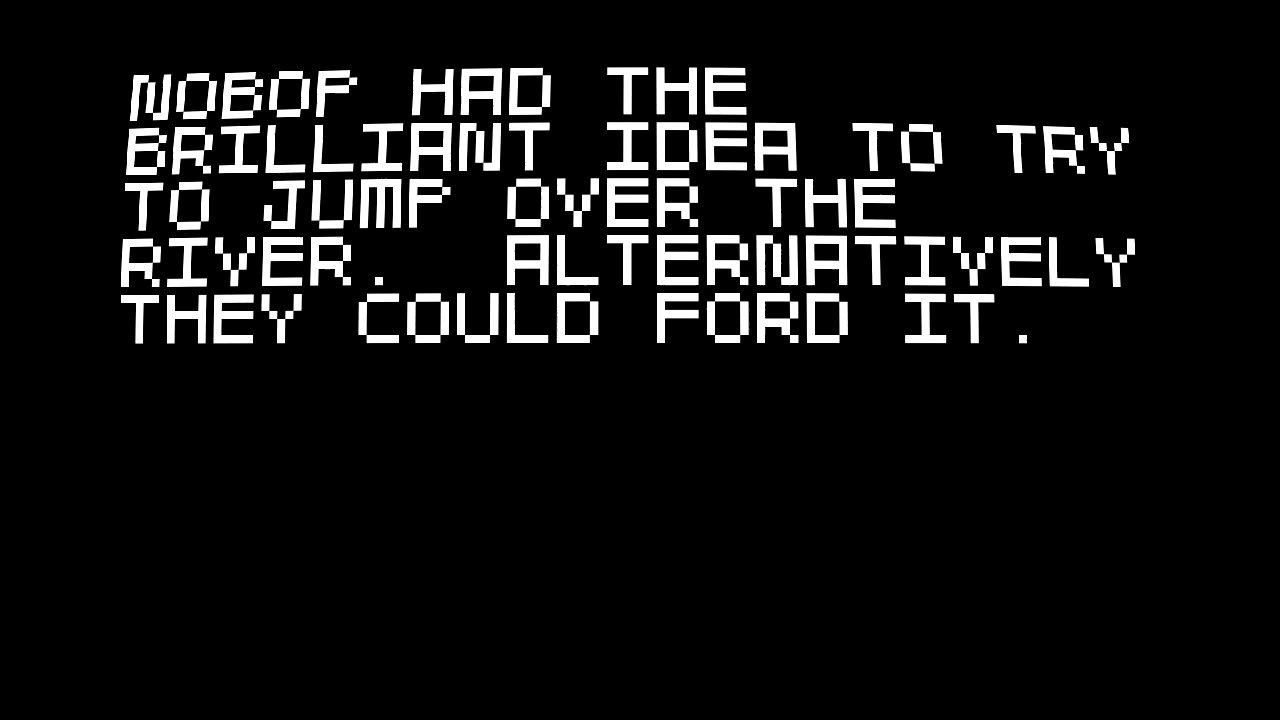 NOBOP HAD THE
BRILLIANT IDEA TO TRY
TO JUMP OVER THE
RIVER.  ALTERNATIVELY
THEY COULD FORD IT.